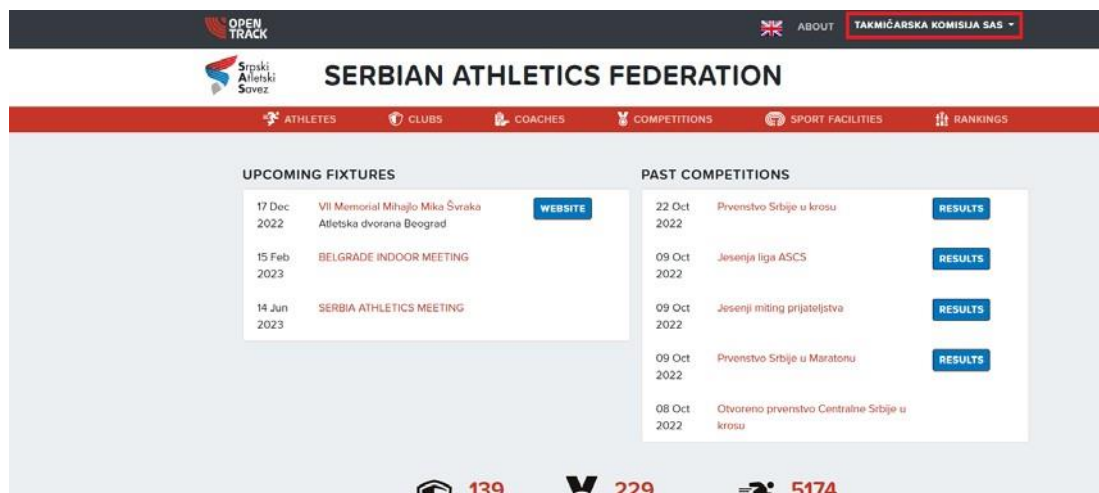 OPEN
TRACK
ABOUT
TAKMIČARSKA KOMISIJA SAS
Srpski
Atletski
Savez
SERBIAN ATHLETICS FEDERATION
ATHLETES
CLUBS
COACHES
COMPETITIONS
SPORT FACILITIES
RANKINGS
UPCOMING FIXTURES
17 Dec
2022
VII Memorial Mihajlo Mika Švraka
Atletska dvorana Beograd
WEBSITE
15 Feb
2023
BELGRADE INDOOR MEETING
14 Jun
2023
SERBIA ATHLETICS MEETING
PAST COMPETITIONS
22 Oct
2022
Prvenstvo Srbije u krosu
RESULTS
09 Oct
2022
Jesenja liga ASCS
RESULTS
09 Oct
2022
Jesenji miting prijateljstva
RESULTS
09 Oct
2022
Prvenstvo Srbije u Maratonu
RESULTS
08 Oct
2022
Otvoreno prvenstvo Centralne Srbije u
krosu
139
229
5174